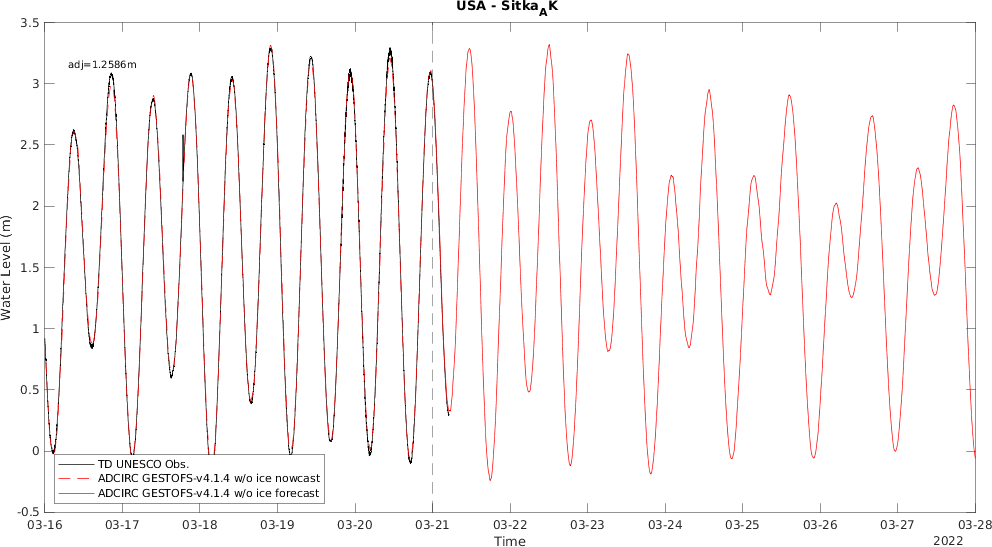 USA - Sitka_AK
adj=1.2586m
3.5
3
2.5
2
1.5
1
0.5
0
-0.5
Water Level (m)
TD UNESCO Obs.
ADCIRC GESTOFS-v4.1.4 w/o ice nowcast
ADCIRC GESTOFS-v4.1.4 w/o ice forecast
03-16 03-17 03-18 03-19 03-20 03-21 03-22 03-23 03-24 03-25 03-26 03-27 03-28
Time
2022